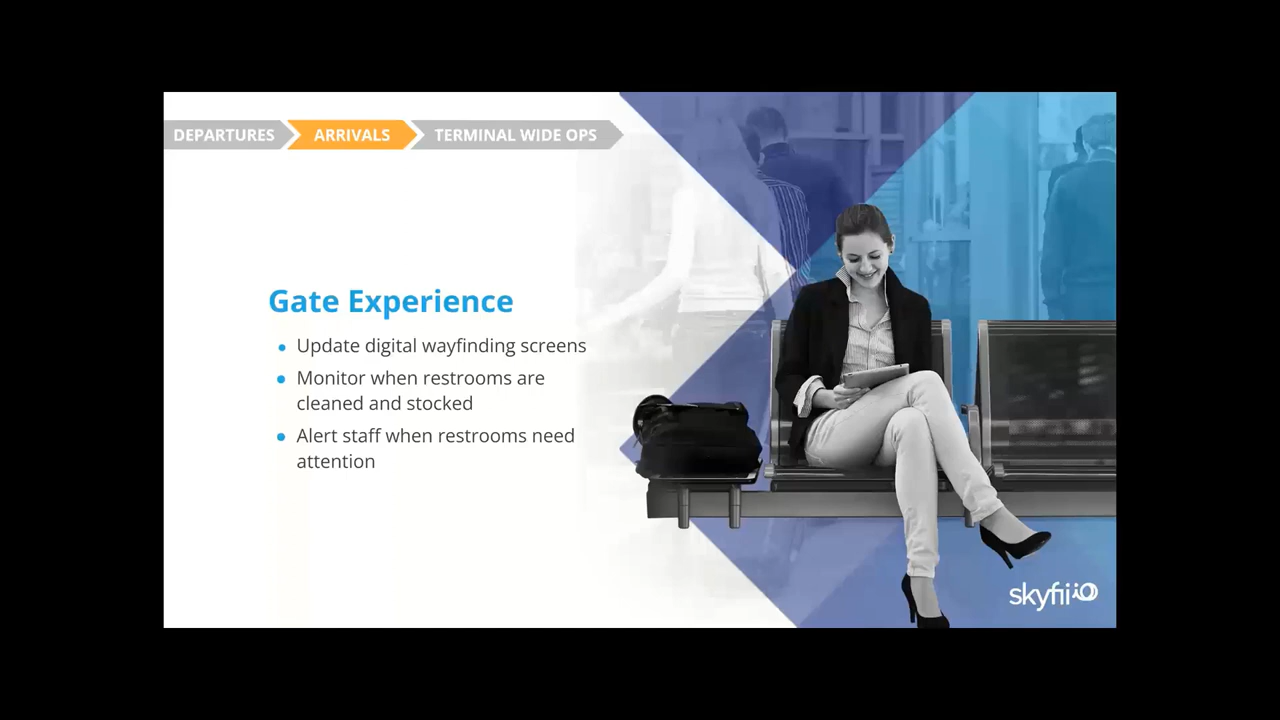 DEPARTURES
ARRIVALS
TERMINAL WIDE OPS
Gate Experience
• Update digital wayfinding screens
• Monitor when restrooms are
cleaned and stocked
• Alert staff when restrooms need
attention
skyfii iO